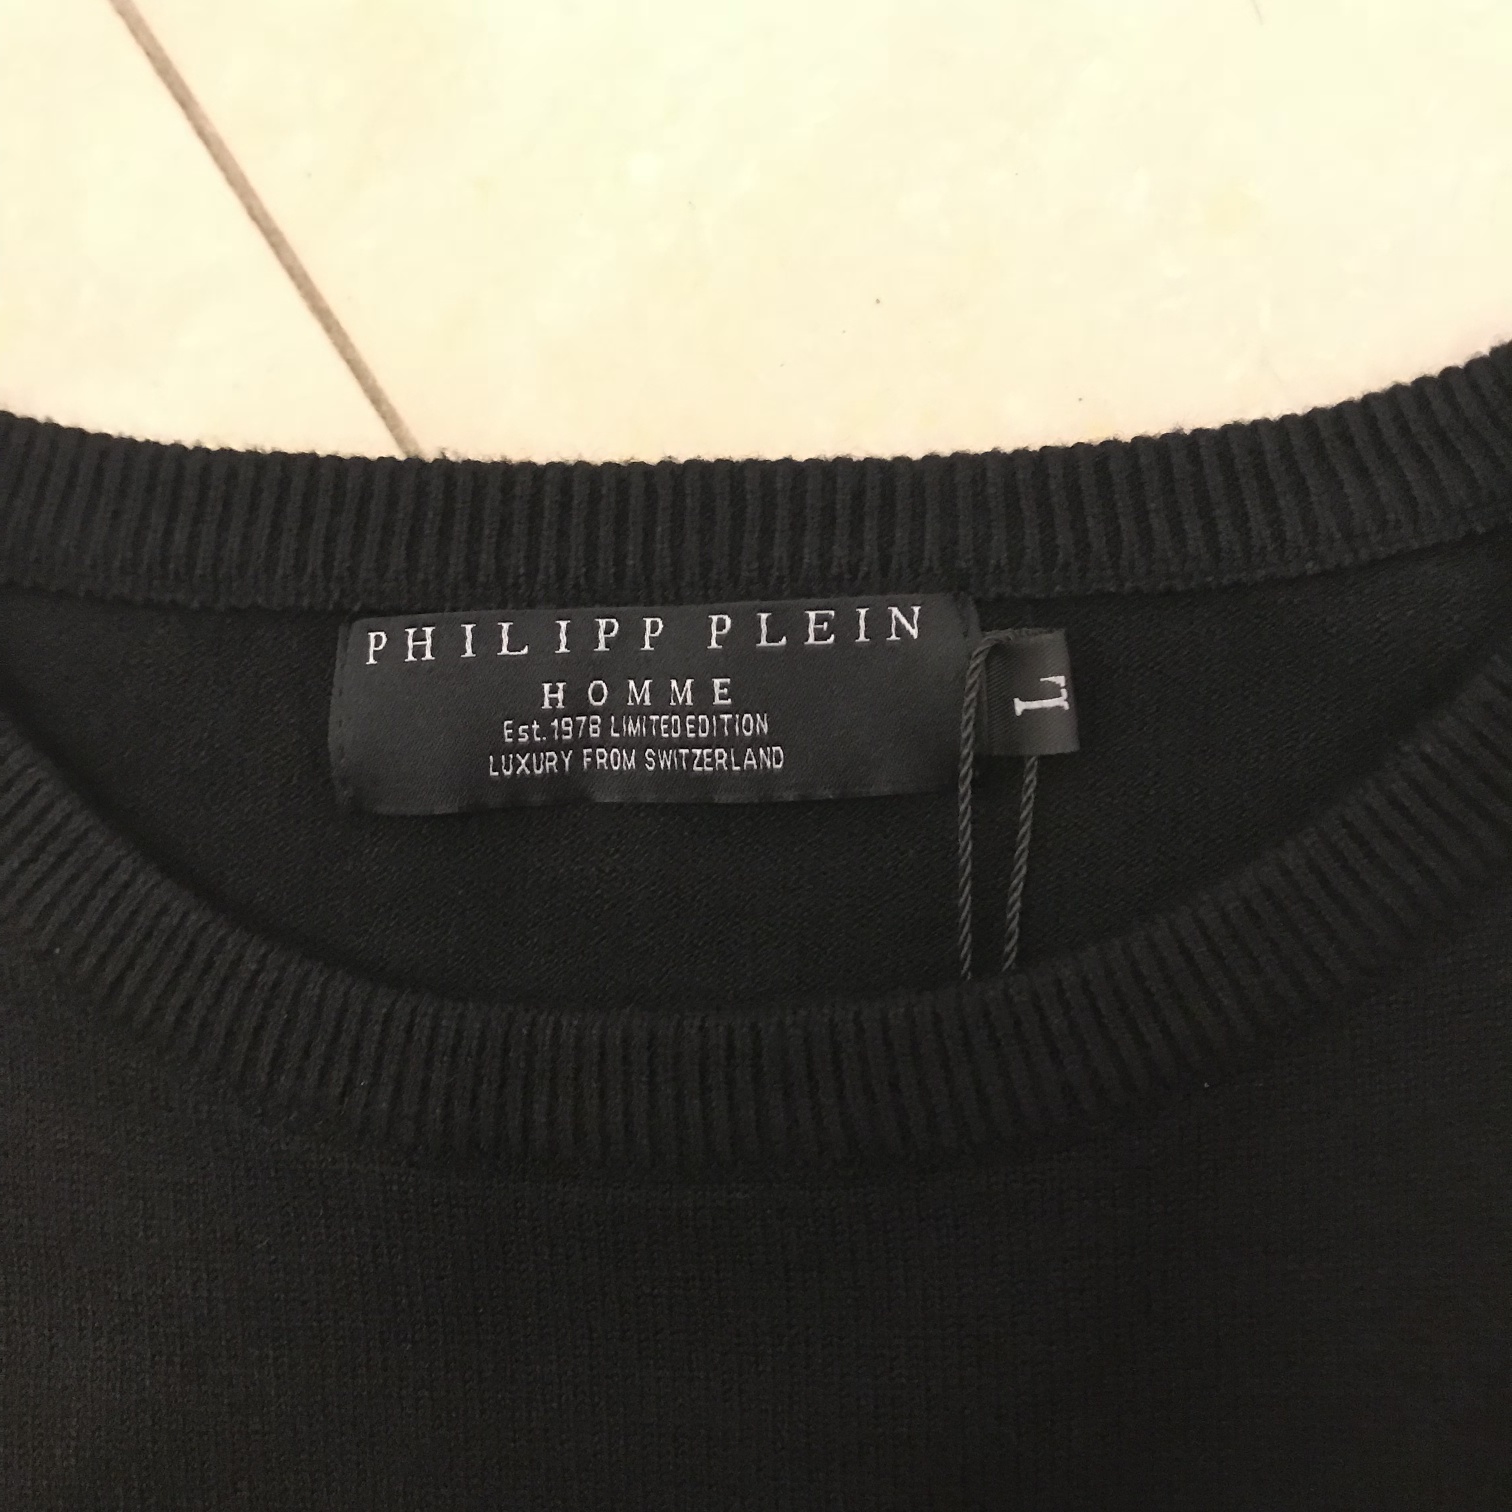 PHILIPP PLEIN
HOMME
Est.1978 LIMITED EDITION
LUXURY FROM SWITZERLAND
L